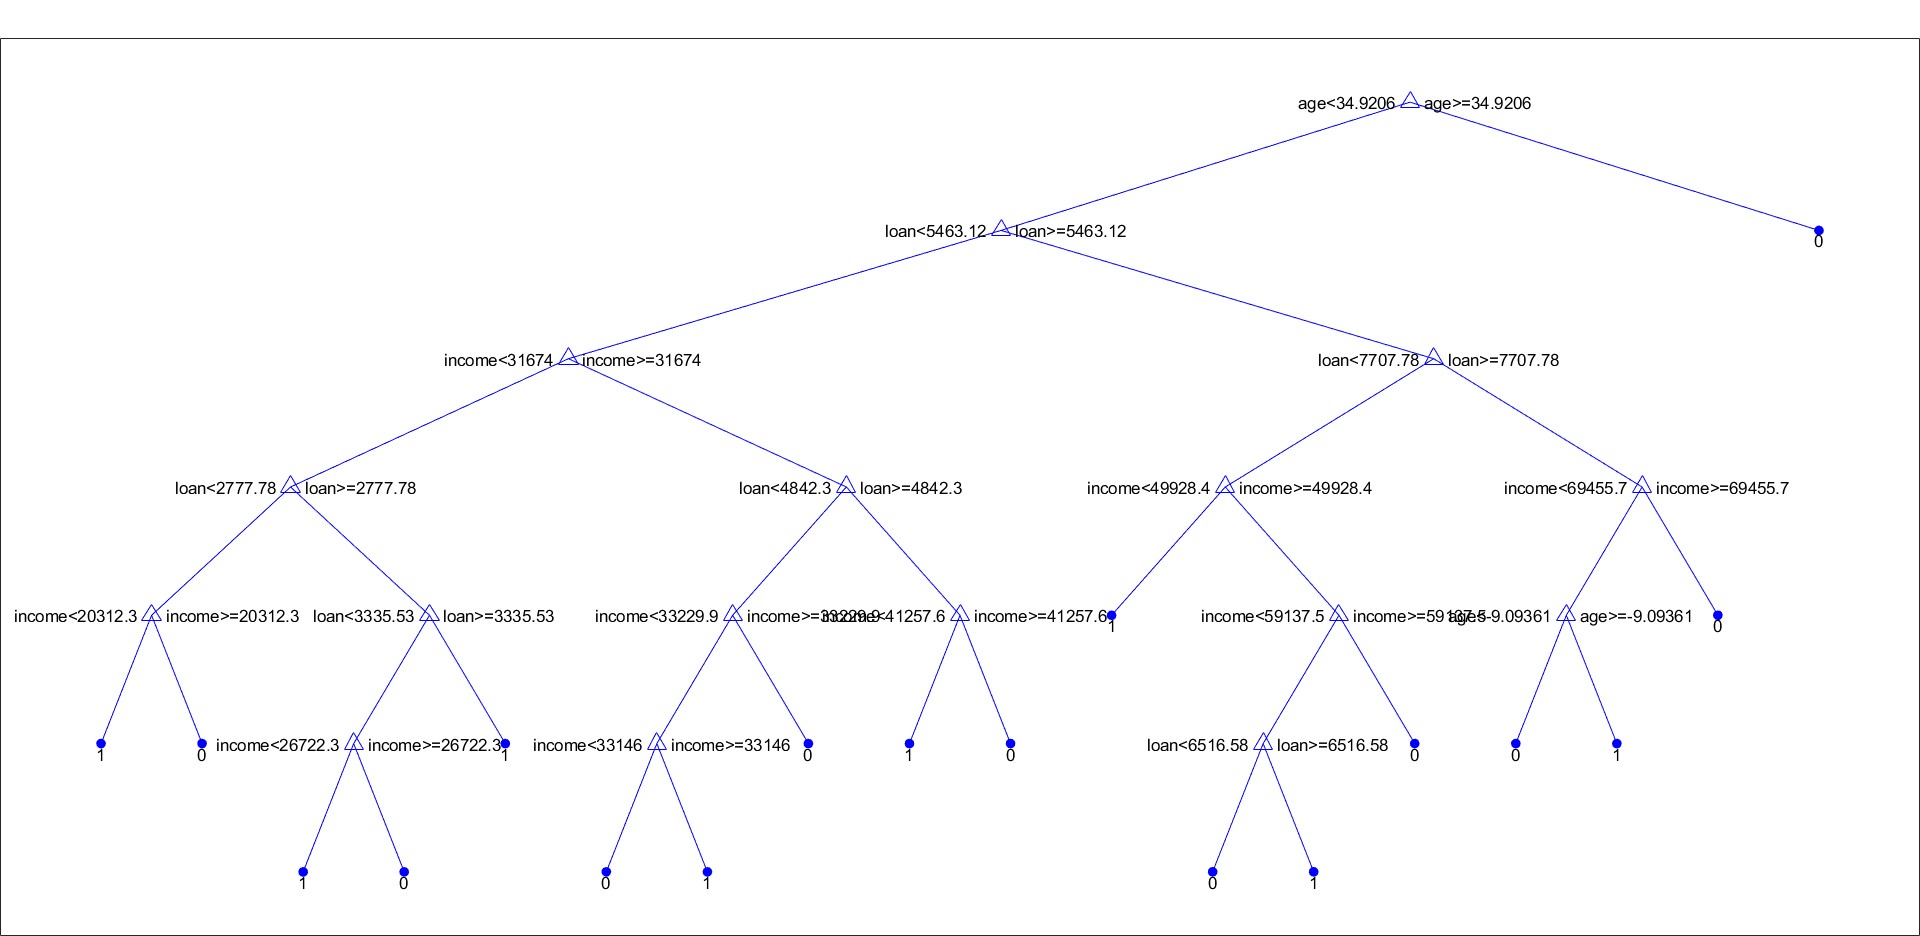 age<34.9206 age>=34.9206
loan<5463.12 loan>=5463.12
0
income<31674 income>=31674
loan<7707.78 loan>=7707.78
loan<2777.78 loan>=2777.78
loan<4842.3 loan>=4842.3
income<49928.4 income>=49928.4
income<69455.7 income>=69455.7
income<20312.3 income>=20312.3
loan<3335.53 loan>=3335.53
income<33229.9 income>=33229.9
income<41257.6 income>=41257.6
1
income<59137.5 income>=59137.5
age<-9.09361 age>=-9.09361
0
1
0
income<26722.3 income>=26722.3
1
income<33146 income>=33146
0
1
0
loan<6516.58 loan>=6516.58
0
0
1
1
0
0
1
0
1